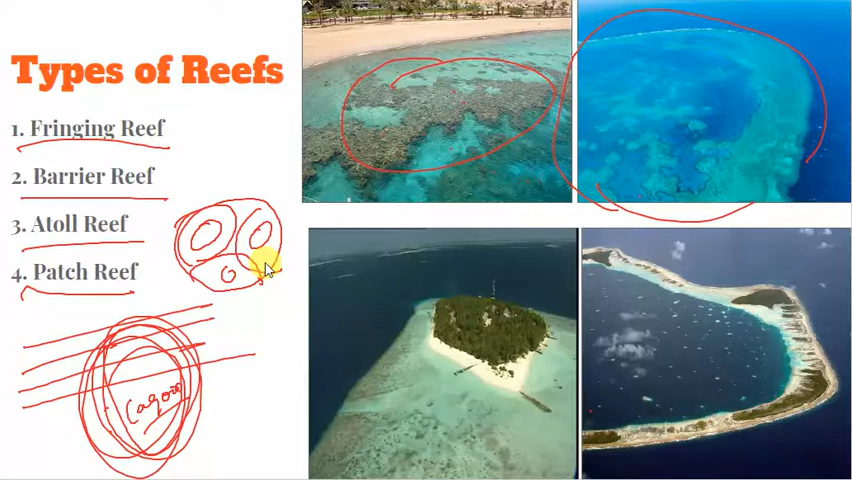 Types of Reefs
1. Fringing Reef
2. Barrier Reef
3. Atoll Reef
4. Patch Reef
Lagoon